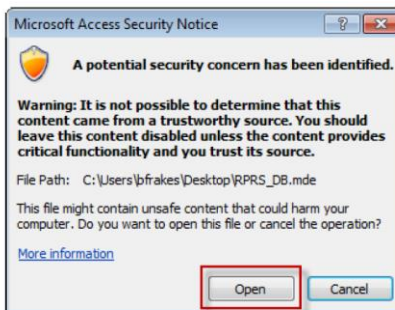 Microsoft Access Security Notice
A potential security concern has been identified.
Warning: It is not possible to determine that this
content came from a trustworthy source. You should
leave this content disabled unless the content provides
critical functionality and you trust its source.
File Path: C:\Users\bfrakes\Desktop\RPRS_DB.mde
This file might contain unsafe content that could harm your
computer. Do you want to open this file or cancel the operation?
More information
Open
Cancel